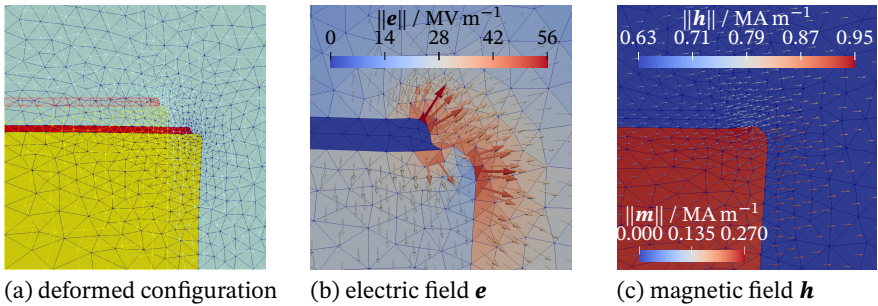 ‖e‖ / MV m⁻¹
0 14 28 42 56
‖h‖ / MA m⁻¹
0.63 0.71 0.79 0.87 0.95
‖m‖ / MA m⁻¹
0.000 0.135 0.270
(a) deformed configuration
(b) electric field e
(c) magnetic field h